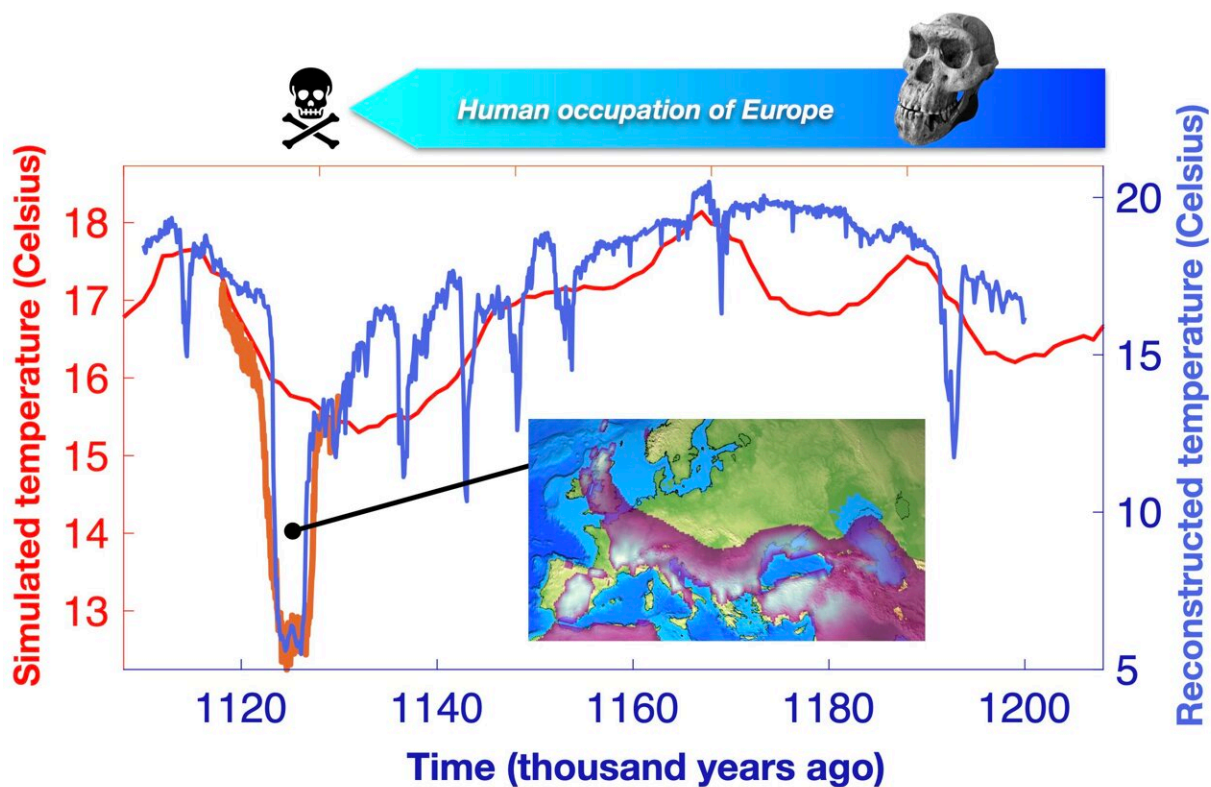 Human occupation of Europe
Simulated temperature (Celsius)
18
17
16
15
14
13
20
15
10
5
Reconstructed temperature (Celsius)
1120 1140 1160 1180 1200
Time (thousand years ago)